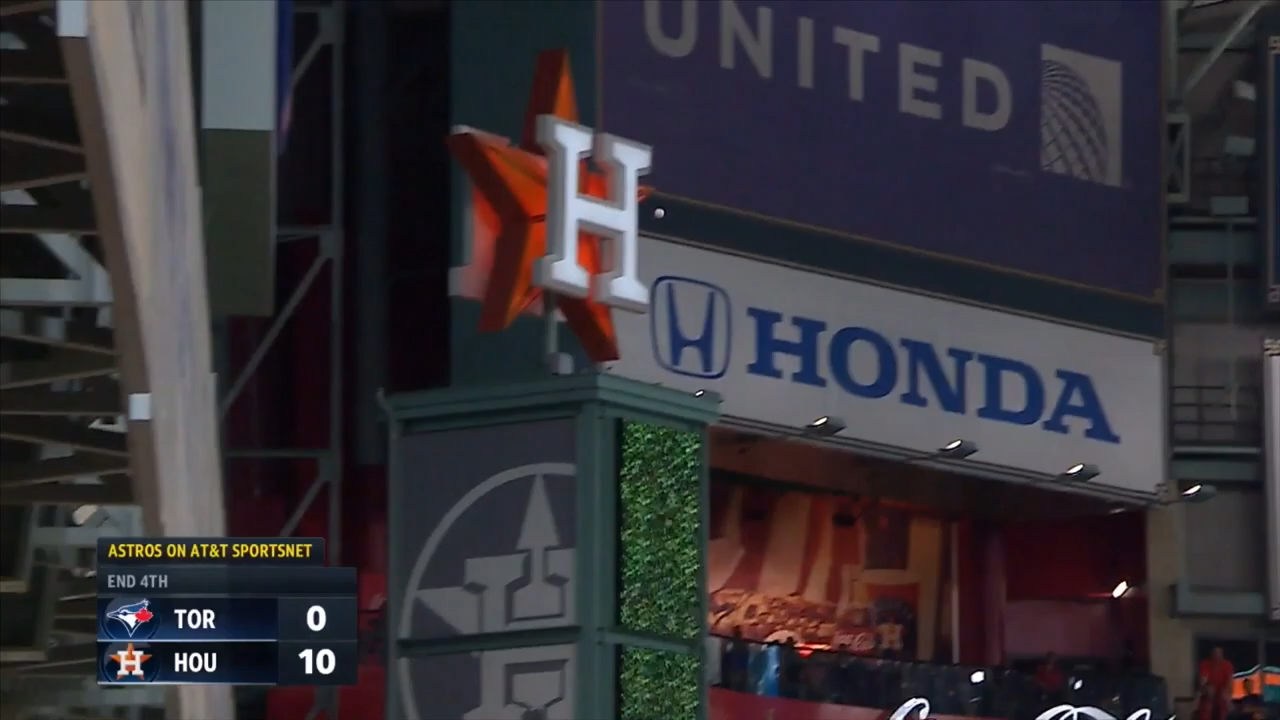 UNITED
H
HONDA
ASTROS ON AT&T SPORTSNET
END 4TH
TOR 0
HOU 10